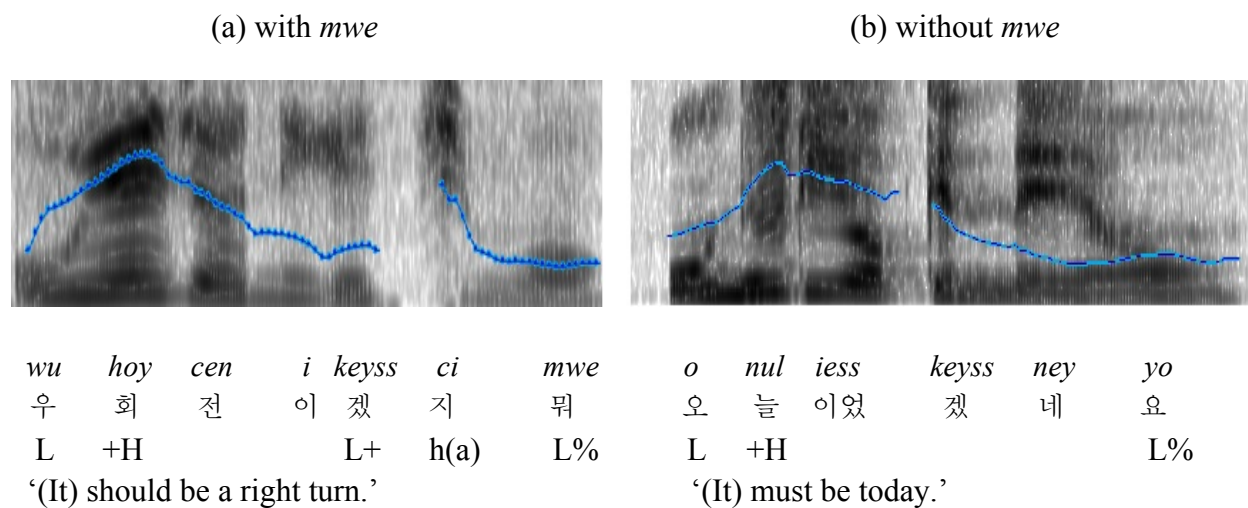 (a) with mwe
(b) without mwe
wu hoy cen i keyss ci mwe
우 회 전 이 겠 지 뭐
L +H L+ h(a) L%
‘(It) should be a right turn.’
o nul iess keyss ney yo
오 늘 이었 겠 네 요
L +H L%
‘(It) must be today.’